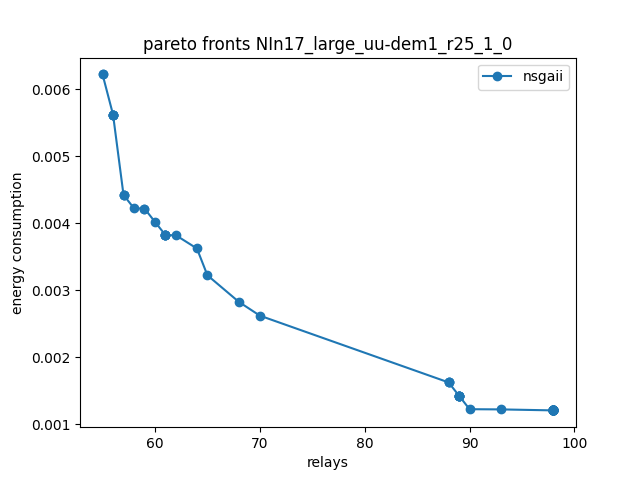 pareto fronts NIn17_large_uu-dem1_r25_1_0
nsgaii
0.006
0.005
0.004
0.003
0.002
0.001
energy consumption
60 70 80 90 100
relays